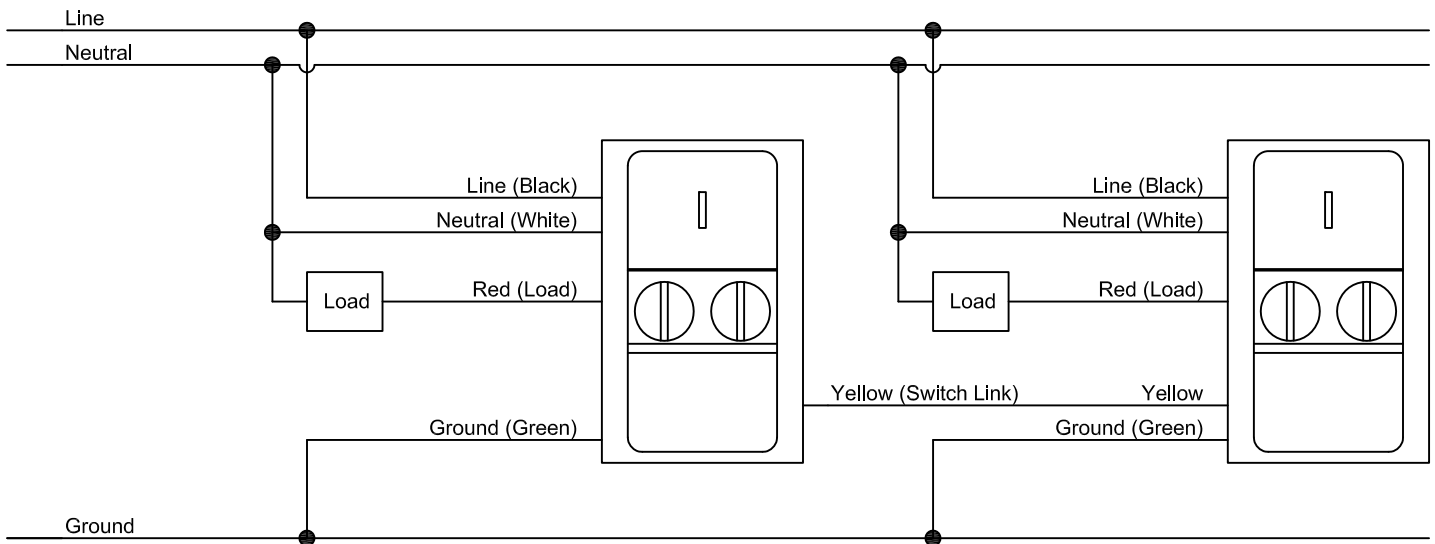 Line
Neutral
Line (Black)
Line (Black)
Neutral (White)
Neutral (White)
Load
Red (Load)
Load
Red (Load)
Yellow (Switch Link)
Yellow
Ground (Green)
Ground (Green)
Ground